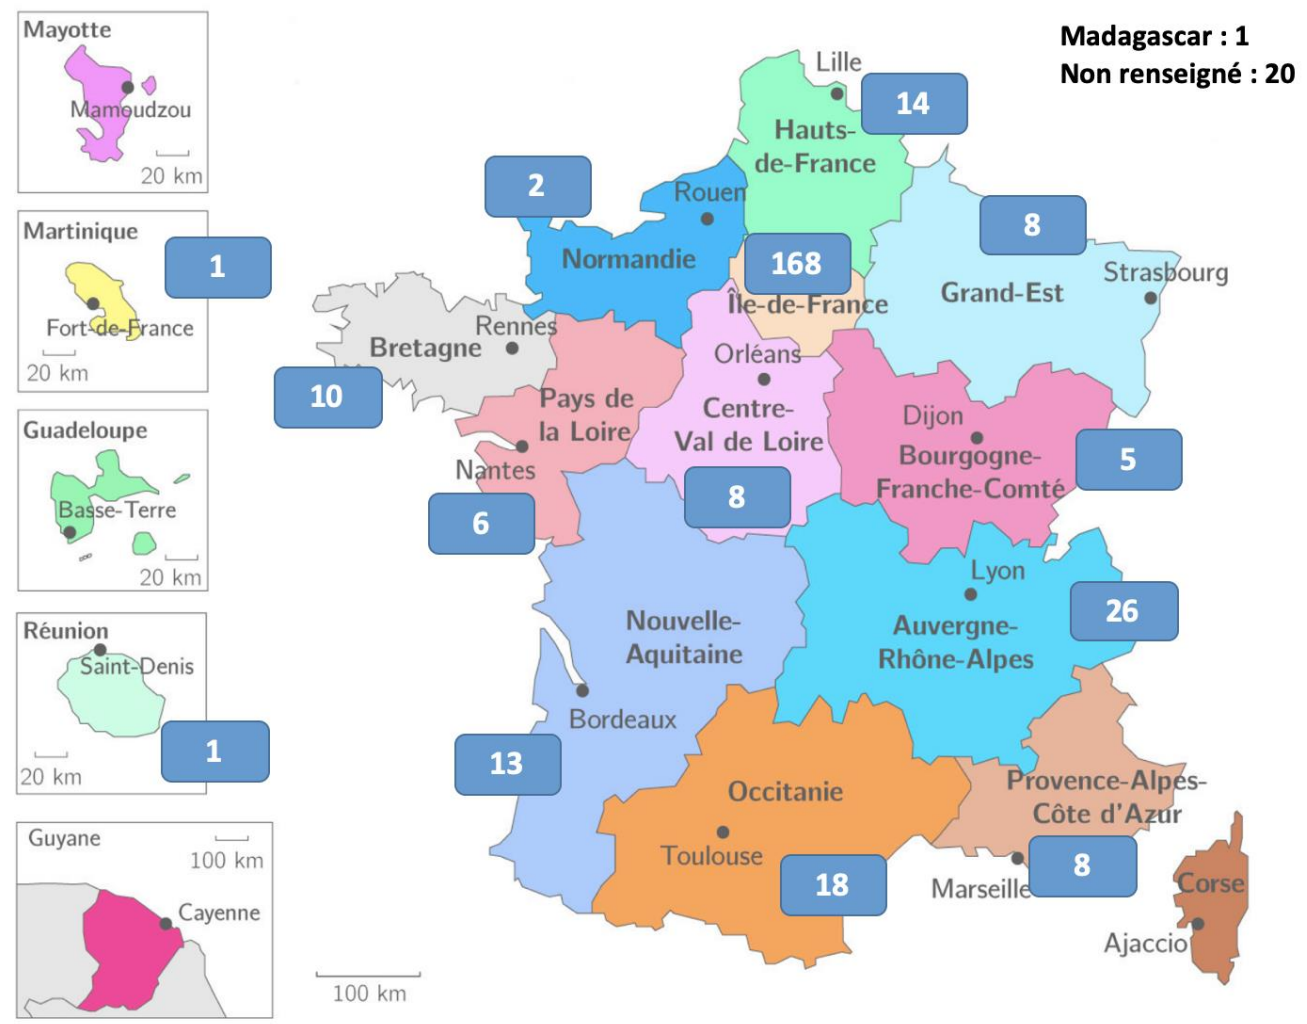 Mayotte
Mamoudzou
20 km
Martinique
1
Fort-de-France
20 km
Guadeloupe
Basse-Terre
20 km
Réunion
Saint-Denis
1
20 km
Guyane
100 km
Cayenne
Madagascar : 1
Non renseigné : 20
Lille
14
Hauts-
de-France
2
Rouen
Normandie
168
Île-de-France
8
Strasbourg
Grand-Est
Rennes
Bretagne
10
Pays de
la Loire
Nantes
6
Orléans
Centre-
Val de Loire
8
Dijon
Bourgogne-
Franche-Comté
5
Lyon
Auvergne-
Rhône-Alpes
26
Nouvelle-
Aquitaine
Bordeaux
13
Occitanie
Toulouse
18
Provence-Alpes-
Côte d'Azur
Marseille
8
Corse
Ajaccio
100 km